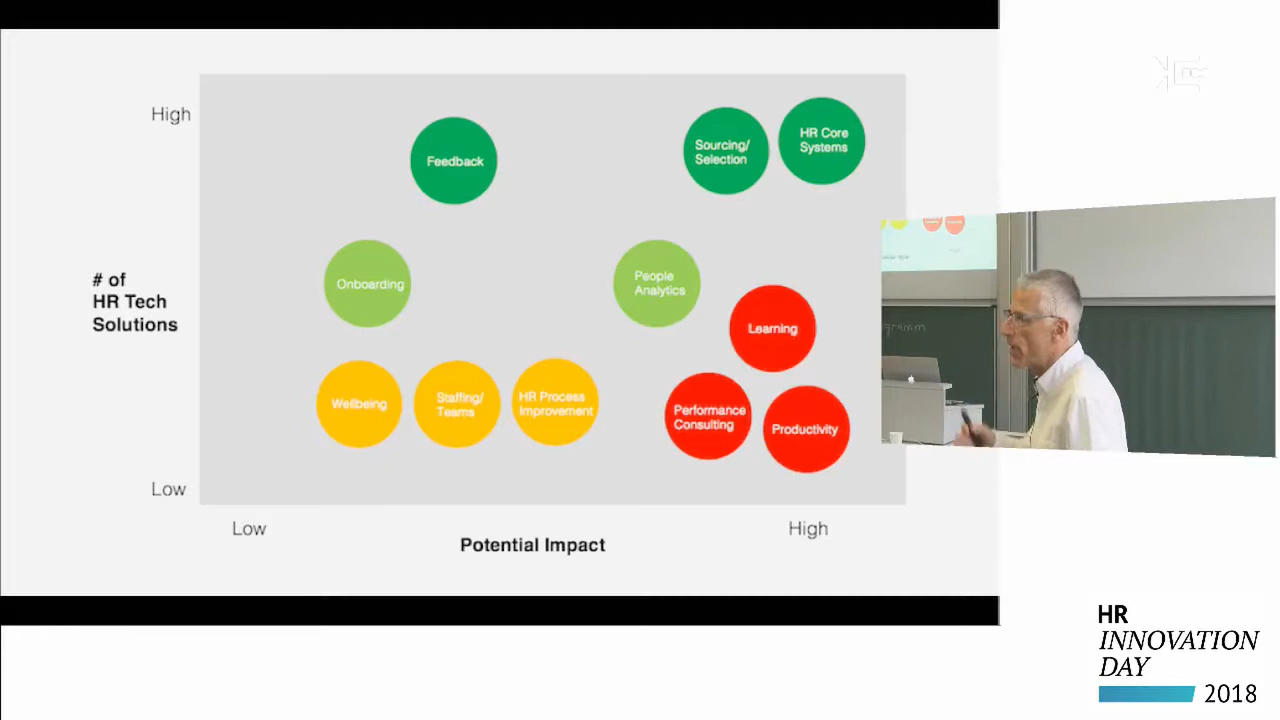 High
Feedback
Sourcing/
Selection
HR Core
Systems
# of
HR Tech
Solutions
Onboarding
People
Analytics
Learning
Wellbeing
Staffing/
Teams
HR Process
Improvement
Performance
Consulting
Productivity
Low
Low
High
Potential Impact
HR
INNOVATION
DAY
2018